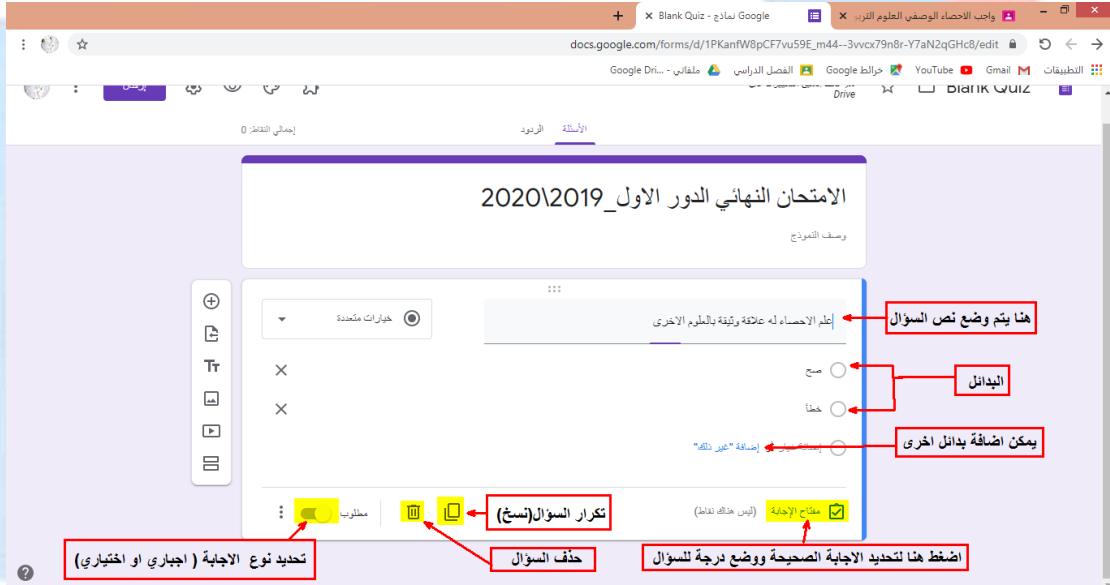 واجب الاحصاء الوصفي العلوم التربو
Blank Quiz - نماذج Google
docs.google.com/forms/d/1PKanfW8pCF7vu59E_m44--3vvcx79n8r-Y7aN2qGHc8/edit
التطبيقات Gmail YouTube خرائط Google الفصل الدراسي ملفاتي - Google Dri...
Blank Quiz
Drive
إرسال
الأسئلة الردود إجمالي النقاط: 0
الامتحان النهائي الدور الاول_2019\2020
وصف النموذج
علم الاحصاء له علاقة وثيقة بالعلوم الاخرى
خيارات متعددة
هنا يتم وضع نص السؤال
صح
البدائل
خطأ
إضافة "غير ذلك"
يمكن اضافة بدائل اخرى
Tт
مفتاح الإجابة (ليس هناك نقاط)
مطلوب
تكرار السؤال(نسخ)
اضغط هنا لتحديد الاجابة الصحيحة ووضع درجة للسؤال
حذف السؤال
تحديد نوع الاجابة ( اجباري او اختياري)